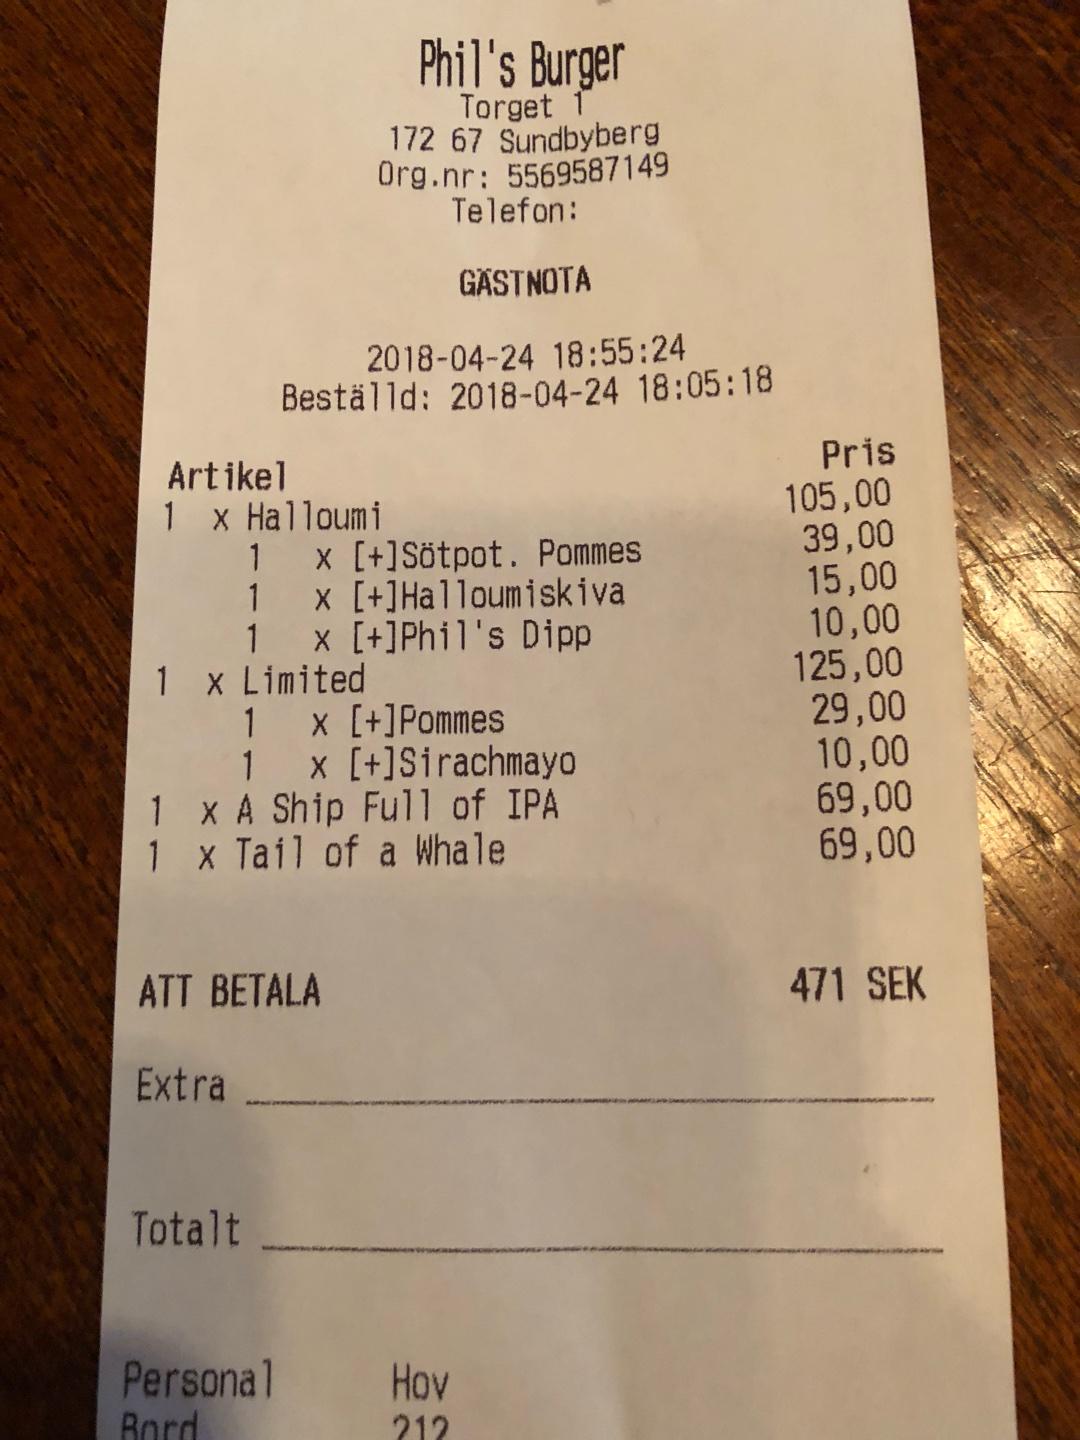 Phil's Burger
Torget 1
172 67 Sundbyberg
Org.nr: 5569587149
Telefon:
GÄSTNOTA
2018-04-24 18:55:24
Beställd: 2018-04-24 18:05:18
Artikel Pris
1 x Halloumi 105,00
1 x [+]Sötpot. Pommes 39,00
1 x [+]Halloumiskiva 15,00
1 x [+]Phil's Dipp 10,00
1 x Limited 125,00
1 x [+]Pommes 29,00
1 x [+]Sirachmayo 10,00
1 x A Ship Full of IPA 69,00
1 x Tail of a Whale 69,00
ATT BETALA 471 SEK
Extra
Totalt
Personal Hov
Bord 212